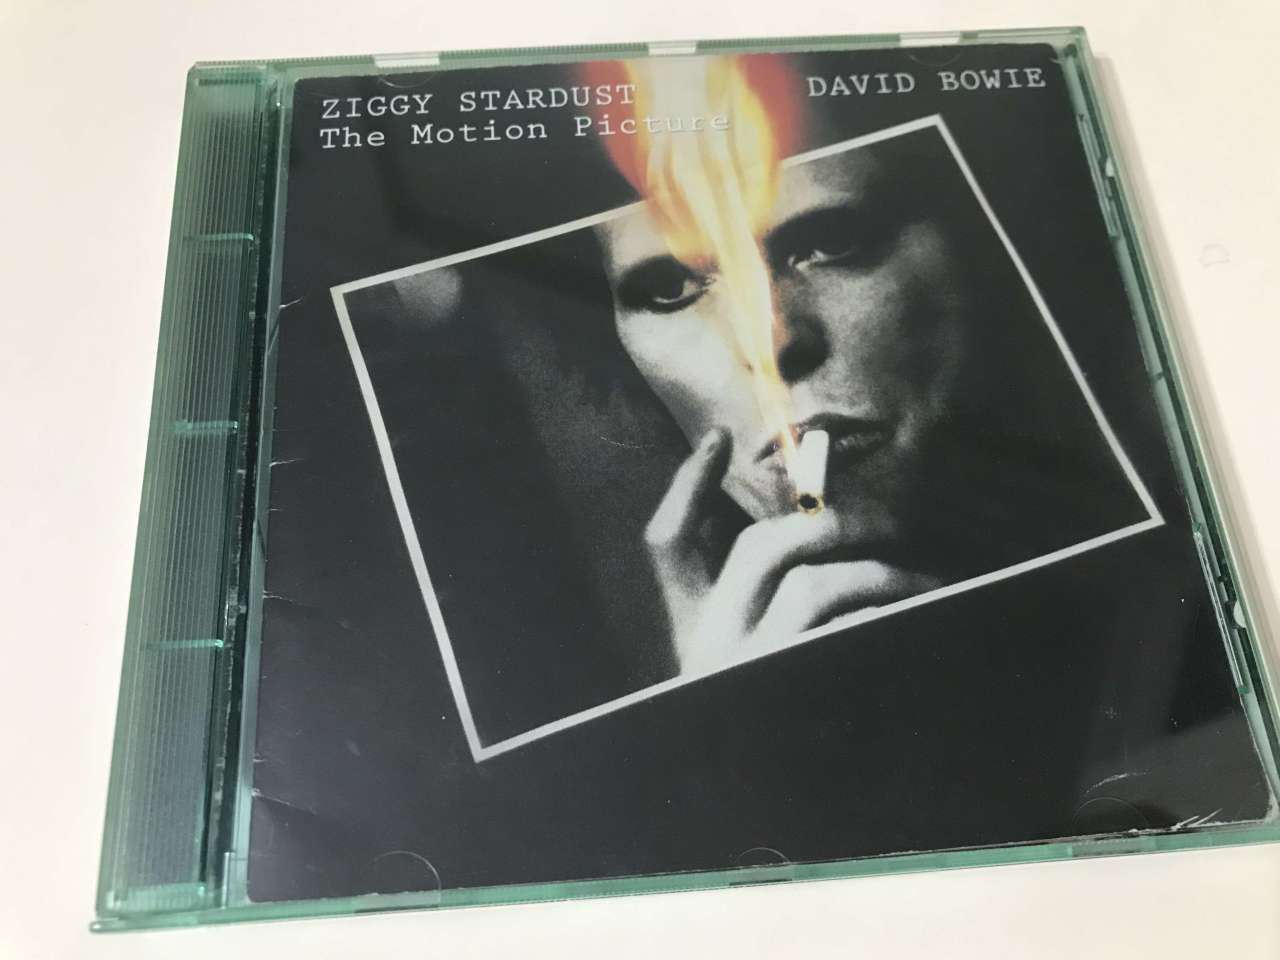 ZIGGY STARDUST
The Motion Picture
DAVID BOWIE